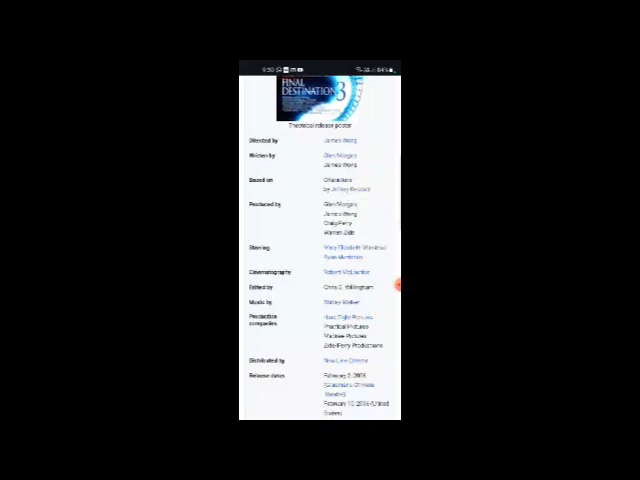 FINAL
DESTINATION 3
Theatrical release poster
Directed by James Wong
Written by Glen Morgan
James Wong
Based on Characters
by Jeffrey Reddick
Produced by Glen Morgan
James Wong
Craig Perry
Warren Zide
Starring Mary Elizabeth Winstead
Ryan Merriman
Cinematography Robert McLachlan
Edited by Chris G. Willingham
Music by Shirley Walker
Production companies Hard Eight Pictures
Practical Pictures
Matinee Pictures
Zide/Perry Productions
Distributed by New Line Cinema
Release dates February 2, 2006
(Grauman's Chinese
Theatre)
February 10, 2006 (United
States)